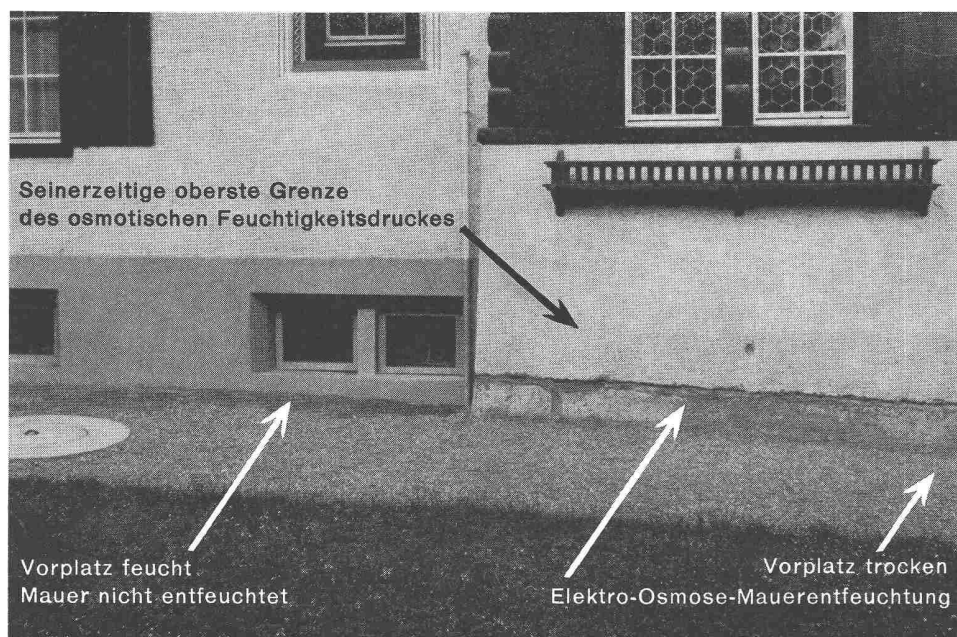 Seinerzeitige oberste Grenze
des osmotischen Feuchtigkeitsdruckes
Vorplatz feucht
Mauer nicht entfeuchtet
Vorplatz trocken
Elektro-Osmose-Mauerentfeuchtung